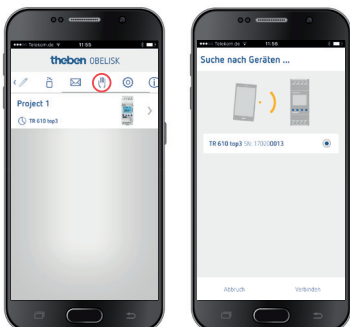 Telekom.de 11:56
theben OBELISK
Project 1
TR 610 top3
Telekom.de 11:56
Suche nach Geräten ...
TR 610 top3 SN: 170200013
Abbruch Verbinden